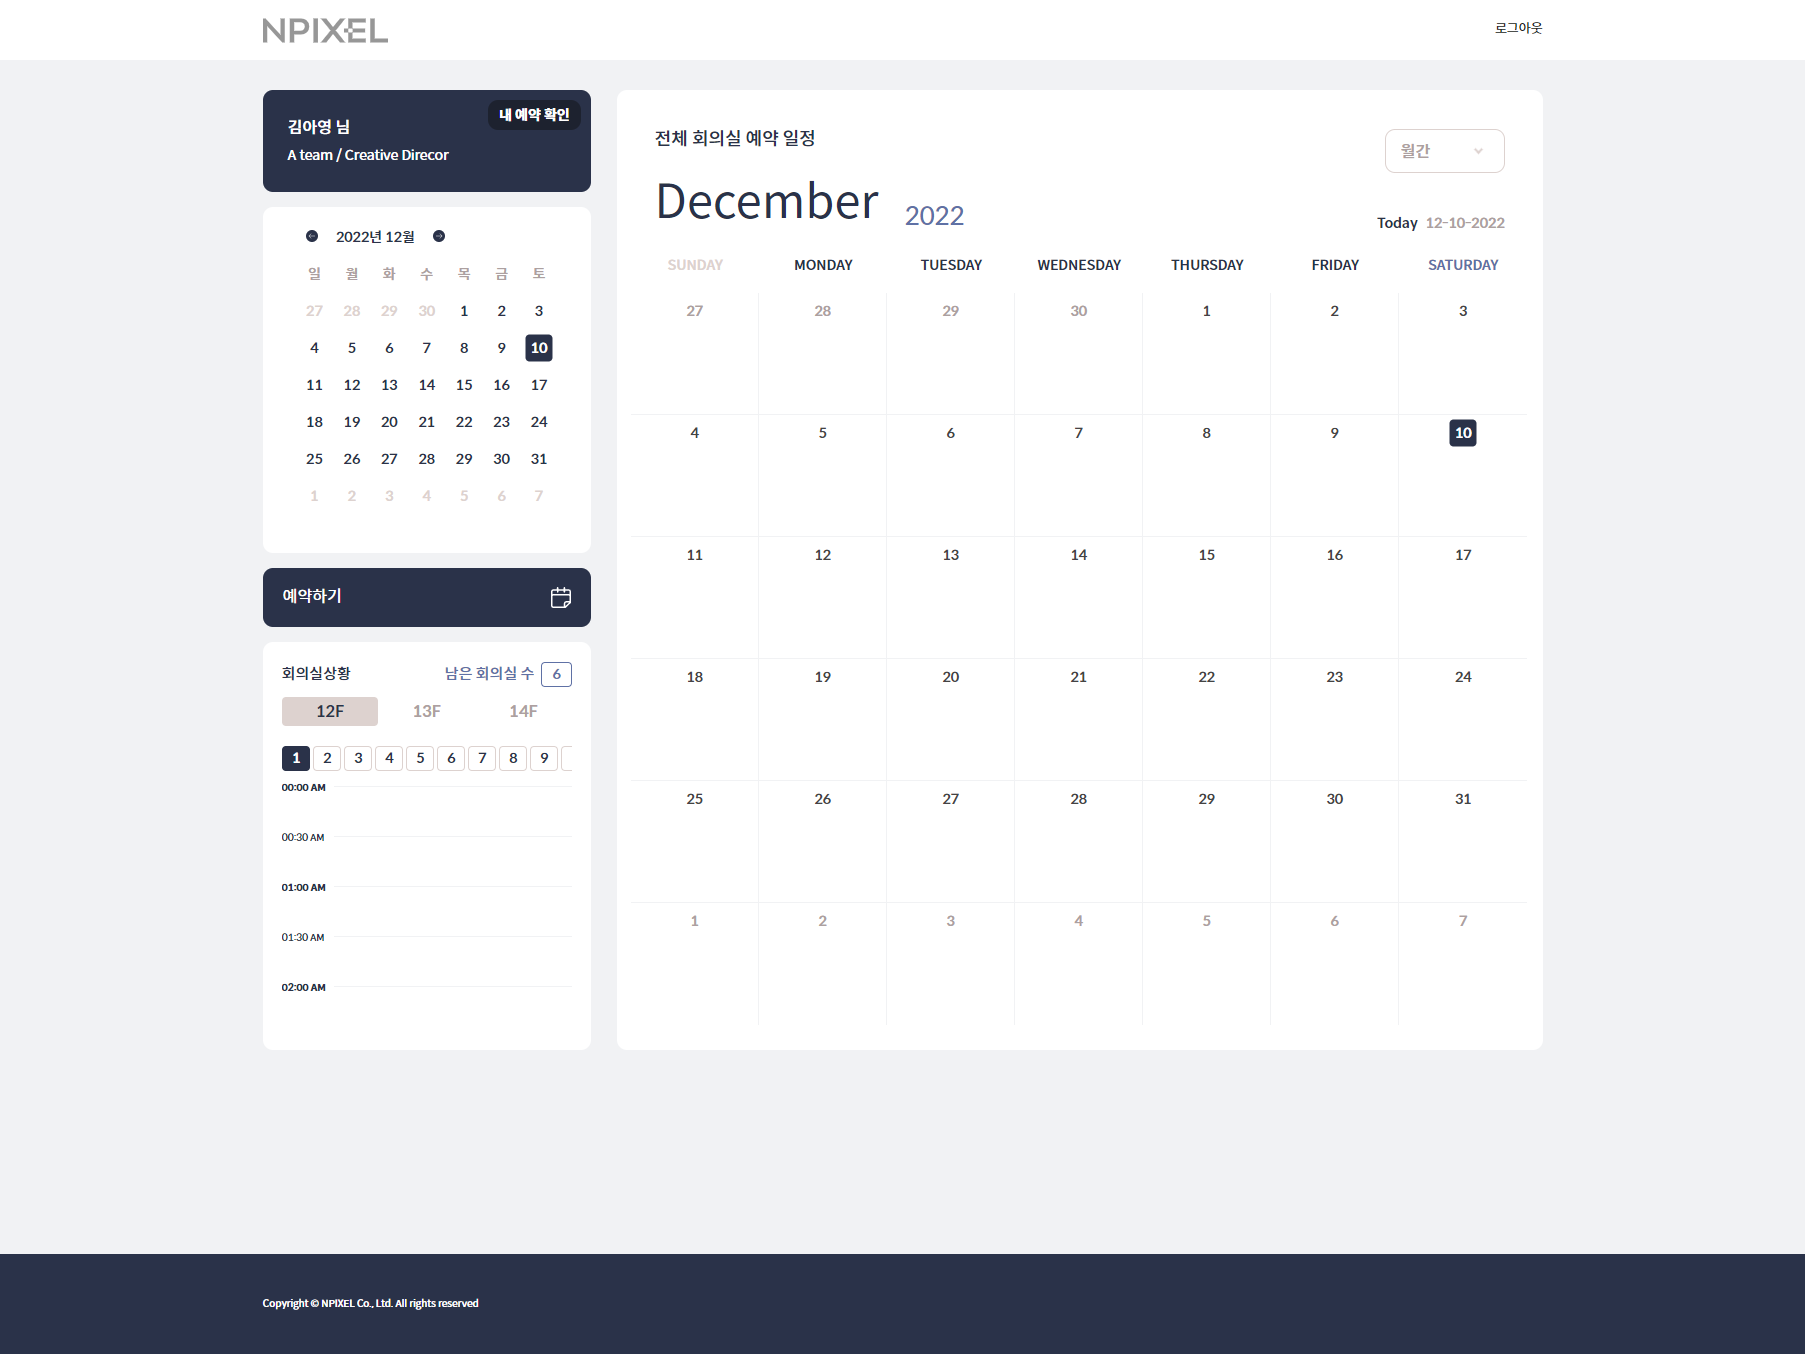 NPIXEL
로그아웃
김아영 님
내 예약 확인
A team / Creative Direcor
2022년 12월
일 월 화 수 목 금 토
27 28 29 30 1 2 3
4 5 6 7 8 9 10
11 12 13 14 15 16 17
18 19 20 21 22 23 24
25 26 27 28 29 30 31
1 2 3 4 5 6 7
예약하기
회의실상황
남은 회의실 수 6
12F 13F 14F
1 2 3 4 5 6 7 8 9
00:00 AM
00:30 AM
01:00 AM
01:30 AM
02:00 AM
전체 회의실 예약 일정
월간
December 2022
Today 12-10-2022
SUNDAY MONDAY TUESDAY WEDNESDAY THURSDAY FRIDAY SATURDAY
27 28 29 30 1 2 3
4 5 6 7 8 9 10
11 12 13 14 15 16 17
18 19 20 21 22 23 24
25 26 27 28 29 30 31
1 2 3 4 5 6 7
Copyright © NPIXEL Co., Ltd. All rights reserved